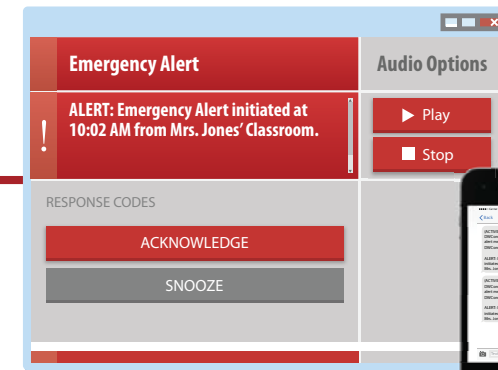 Emergency Alert
Audio Options
!
ALERT: Emergency Alert initiated at
10:02 AM from Mrs. Jones' Classroom.
Play
Stop
RESPONSE CODES
ACKNOWLEDGE
SNOOZE